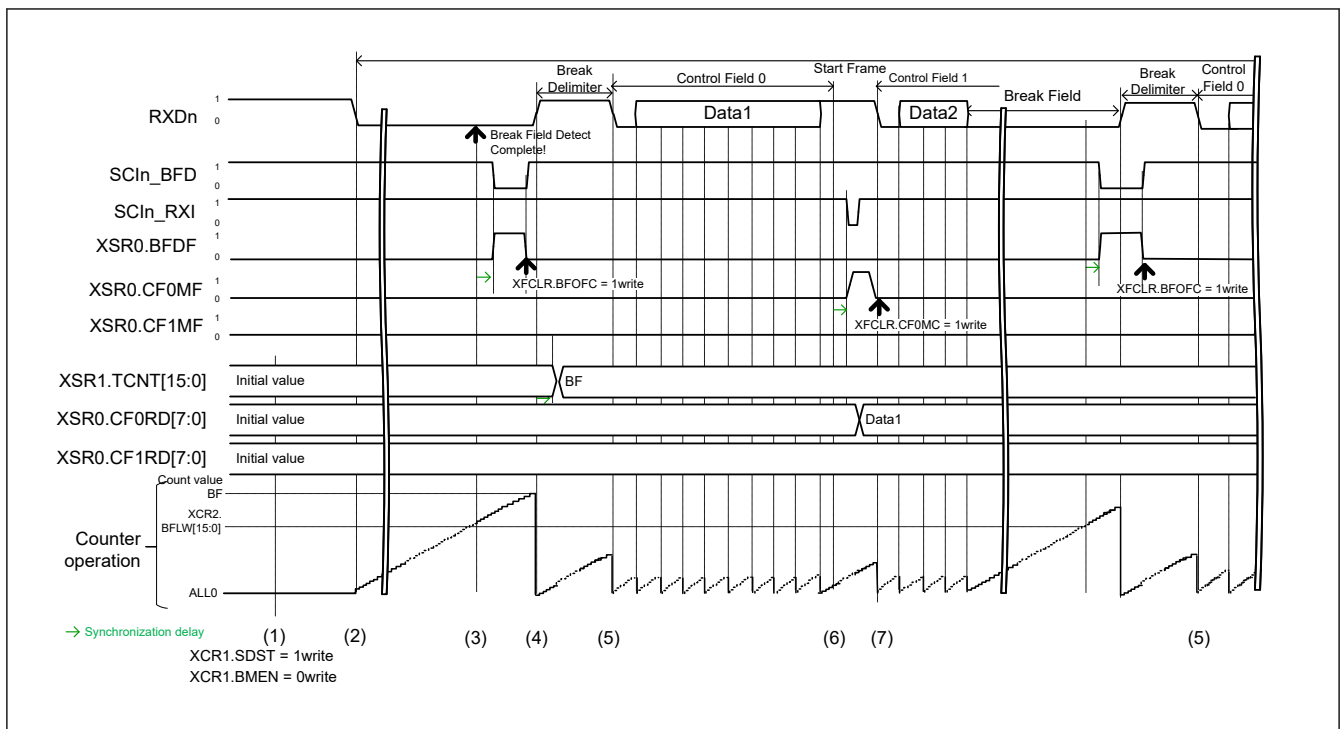 Start Frame
Break Delimiter
Control Field 0
Control Field 1
Break Field
Break Delimiter
Control Field 0
RXDn
1
0
Data1
Data2
Break Field Detect
Complete!
SCIn_BFD
1
0
SCIn_RXI
1
0
XSR0.BFDF
1
0
XFCLR.BFOFC = 1write
XFCLR.BFOFC = 1write
XSR0.CF0MF
1
0
XFCLR.CF0MC = 1write
XSR0.CF1MF
1
0
XSR1.TCNT[15:0]
Initial value
BF
XSR0.CF0RD[7:0]
Initial value
Data1
XSR0.CF1RD[7:0]
Initial value
Count value
BF
XCR2.
BFLW[15:0]
Counter
operation
ALL0
→ Synchronization delay
(1)
(2)
(3)
(4)
(5)
(6)
(7)
(5)
XCR1.SDST = 1write
XCR1.BMEN = 0write